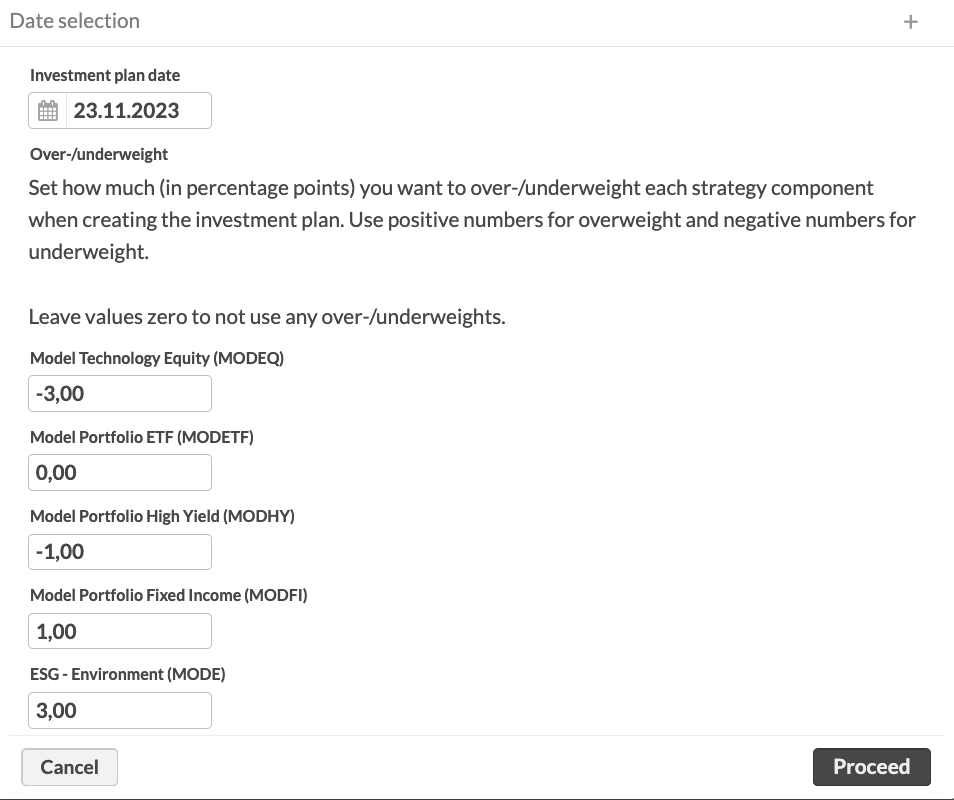 Date selection
Investment plan date
23.11.2023
Over-/underweight
Set how much (in percentage points) you want to over-/underweight each strategy component
when creating the investment plan. Use positive numbers for overweight and negative numbers for
underweight.
Leave values zero to not use any over-/underweights.
Model Technology Equity (MODEQ)
-3,00
Model Portfolio ETF (MODETF)
0,00
Model Portfolio High Yield (MODHY)
-1,00
Model Portfolio Fixed Income (MODFI)
1,00
ESG - Environment (MODE)
3,00
Cancel
Proceed